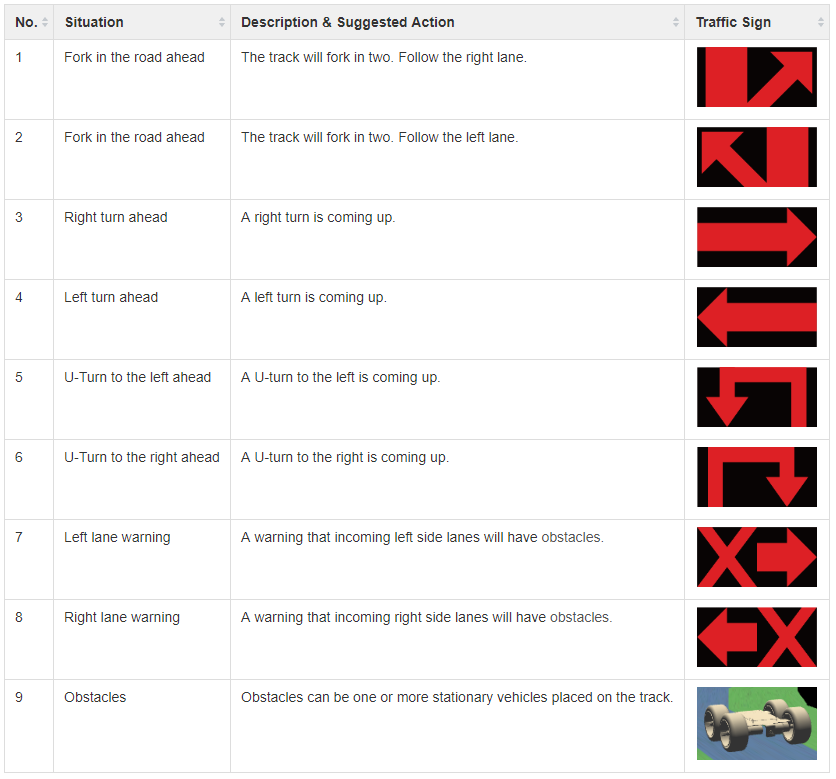 No. Situation Description & Suggested Action Traffic Sign
1 Fork in the road ahead The track will fork in two. Follow the right lane.
2 Fork in the road ahead The track will fork in two. Follow the left lane.
3 Right turn ahead A right turn is coming up.
4 Left turn ahead A left turn is coming up.
5 U-Turn to the left ahead A U-turn to the left is coming up.
6 U-Turn to the right ahead A U-turn to the right is coming up.
7 Left lane warning A warning that incoming left side lanes will have obstacles.
8 Right lane warning A warning that incoming right side lanes will have obstacles.
9 Obstacles Obstacles can be one or more stationary vehicles placed on the track.